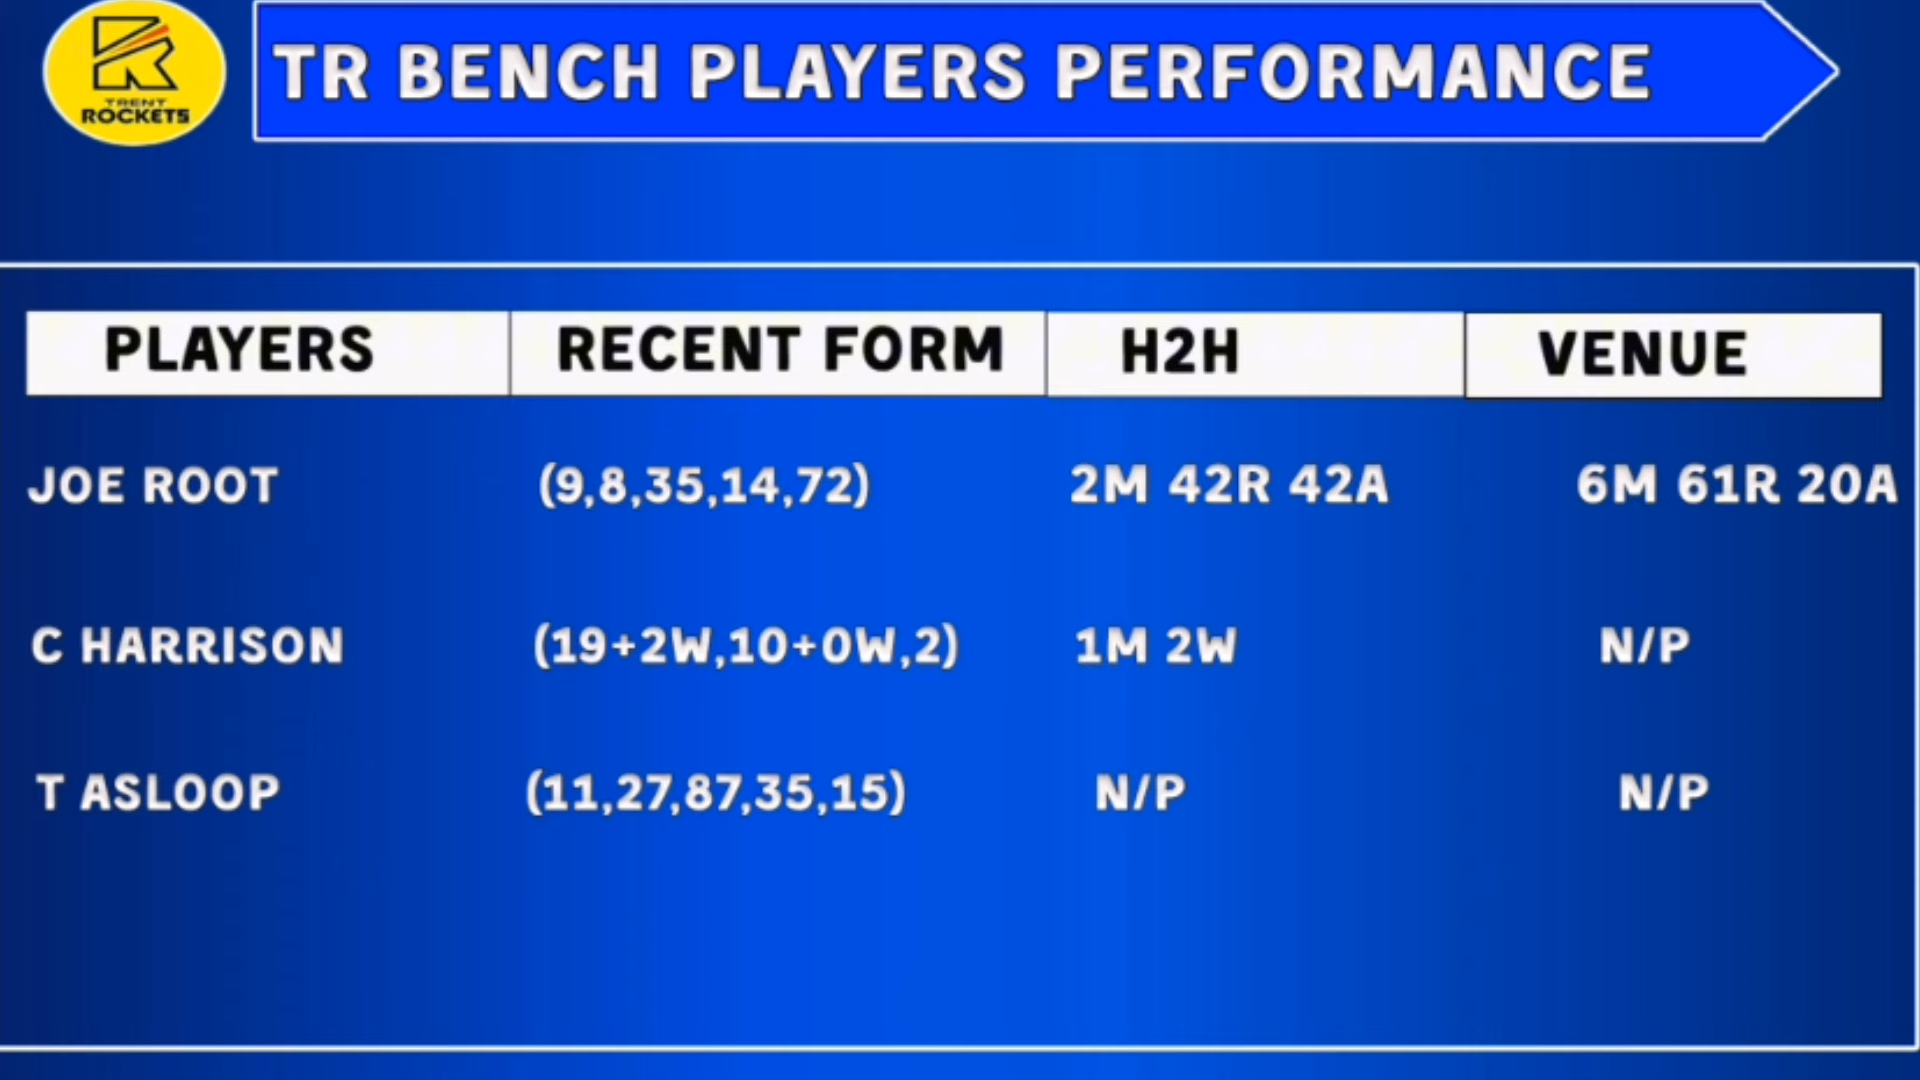 TRENT
ROCKETS
TR BENCH PLAYERS PERFORMANCE
PLAYERS RECENT FORM H2H VENUE
JOE ROOT (9,8,35,14,72) 2M 42R 42A 6M 61R 20A
C HARRISON (19+2W,10+0W,2) 1M 2W N/P
T ASLOOP (11,27,87,35,15) N/P N/P